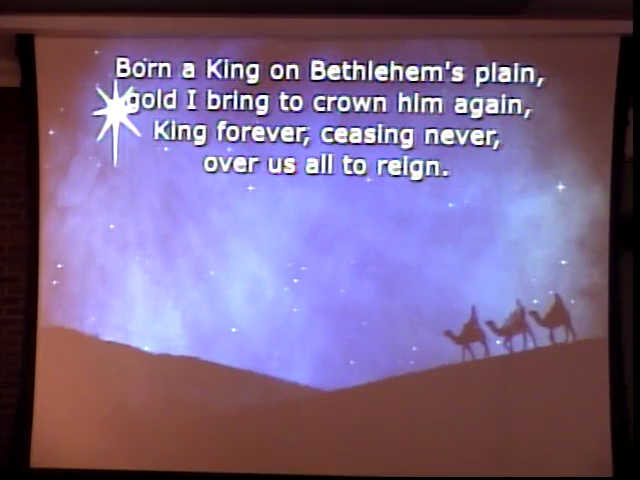 Born a King on Bethlehem's plain,
gold I bring to crown him again,
King forever, ceasing never,
over us all to reign.